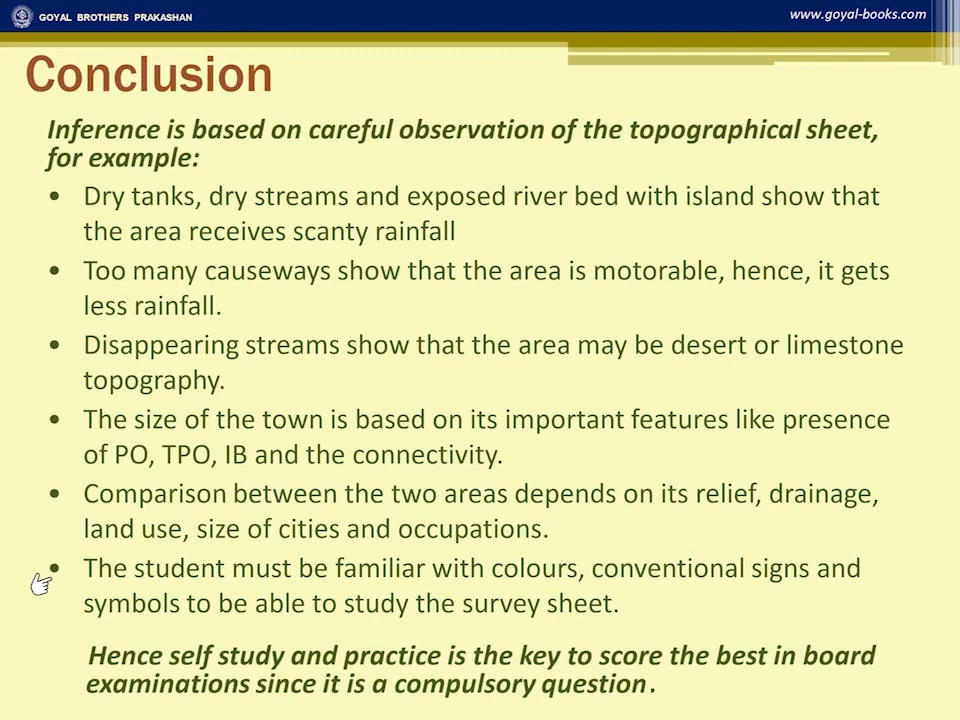 GOYAL BROTHERS PRAKASHAN
www.goyal-books.com
Conclusion
Inference is based on careful observation of the topographical sheet,
for example:
• Dry tanks, dry streams and exposed river bed with island show that
the area receives scanty rainfall
• Too many causeways show that the area is motorable, hence, it gets
less rainfall.
• Disappearing streams show that the area may be desert or limestone
topography.
• The size of the town is based on its important features like presence
of PO, TPO, IB and the connectivity.
• Comparison between the two areas depends on its relief, drainage,
land use, size of cities and occupations.
• The student must be familiar with colours, conventional signs and
symbols to be able to study the survey sheet.
Hence self study and practice is the key to score the best in board
examinations since it is a compulsory question.